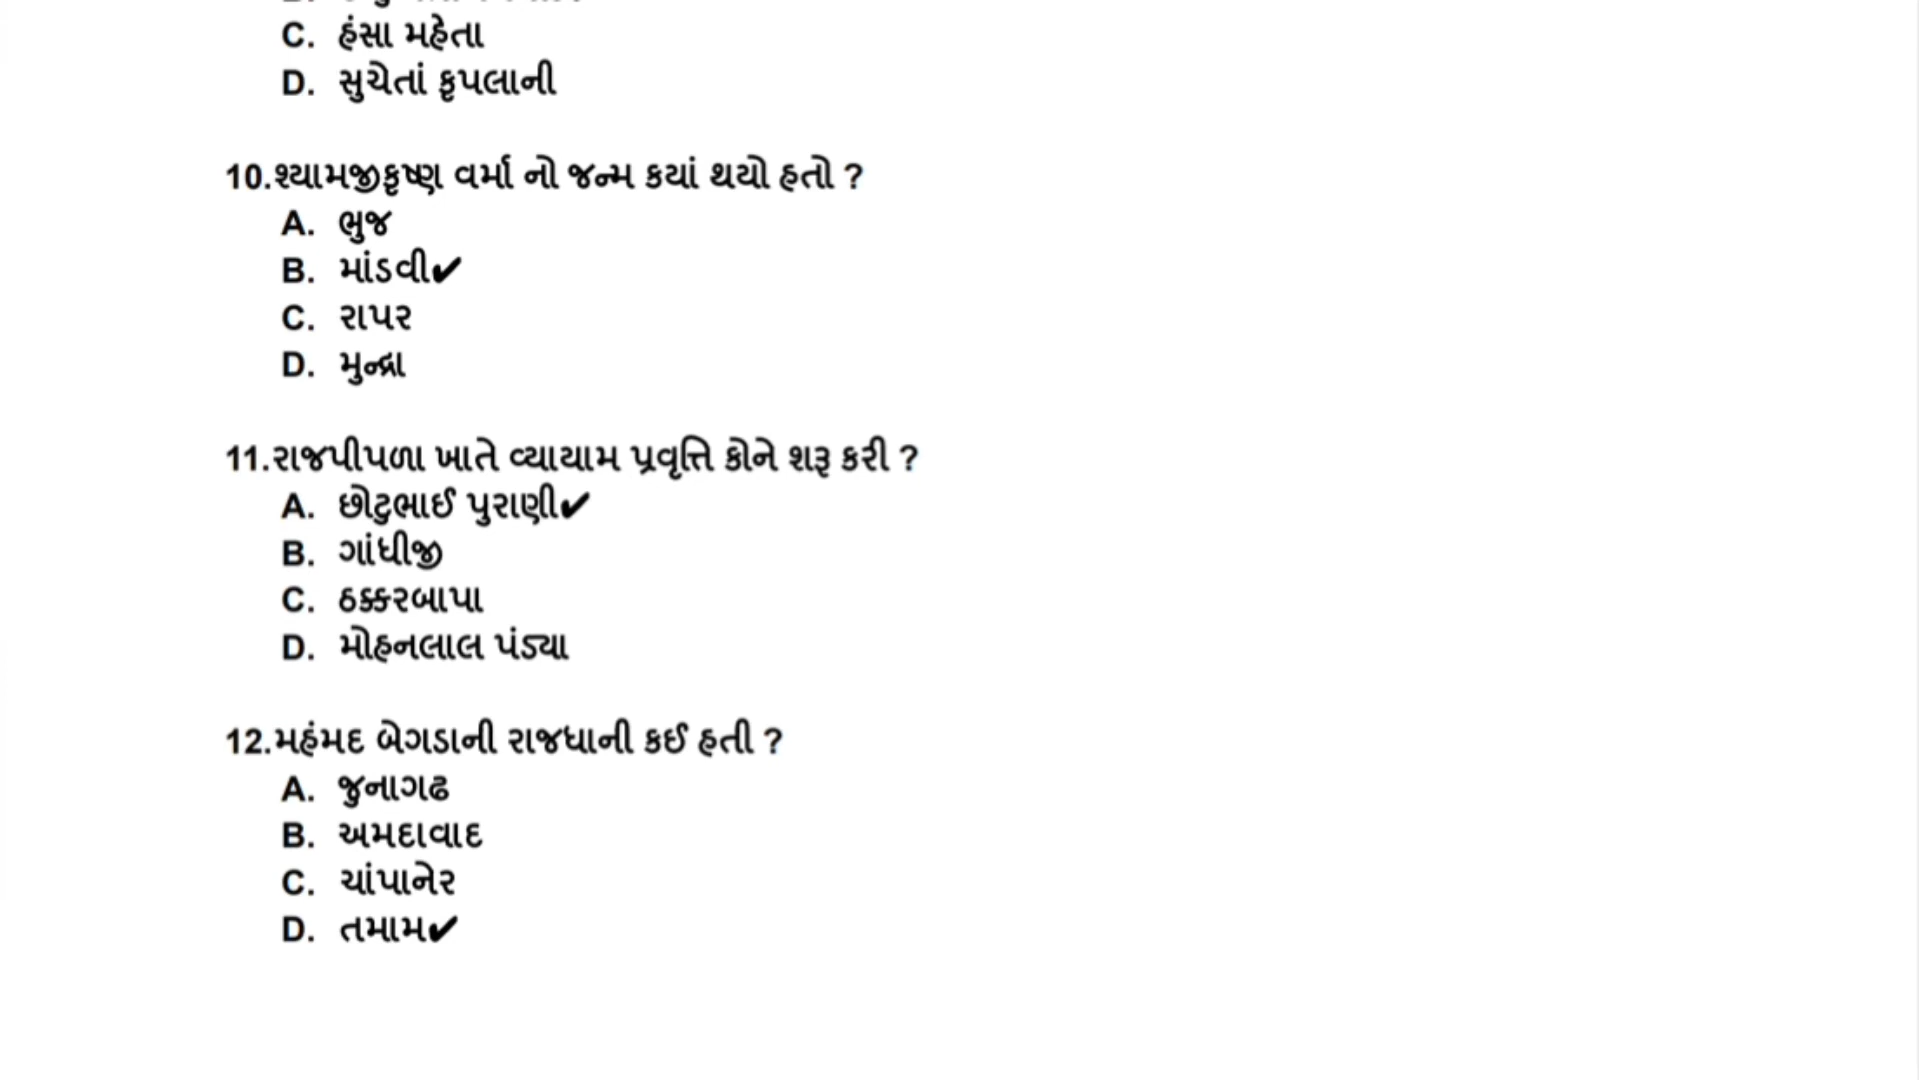 C. હંસા મહેતા
D. સુચેતાં કૃપલાની
10.શ્યામજીકૃષ્ણ વર્મા નો જન્મ કયાં થયો હતો ?
A. ભુજ
B. માંડવી✔
C. રાપર
D. મુન્દ્રા
11.રાજપીપળા ખાતે વ્યાયામ પ્રવૃત્તિ કોને શરૂ કરી ?
A. છોટુભાઈ પુરાણી✔
B. ગાંધીજી
C. ઠક્કરબાપા
D. મોહનલાલ પંડ્યા
12.મહંમદ બેગડાની રાજધાની કઈ હતી ?
A. જુનાગઢ
B. અમદાવાદ
C. ચાંપાનેર
D. તમામ✔